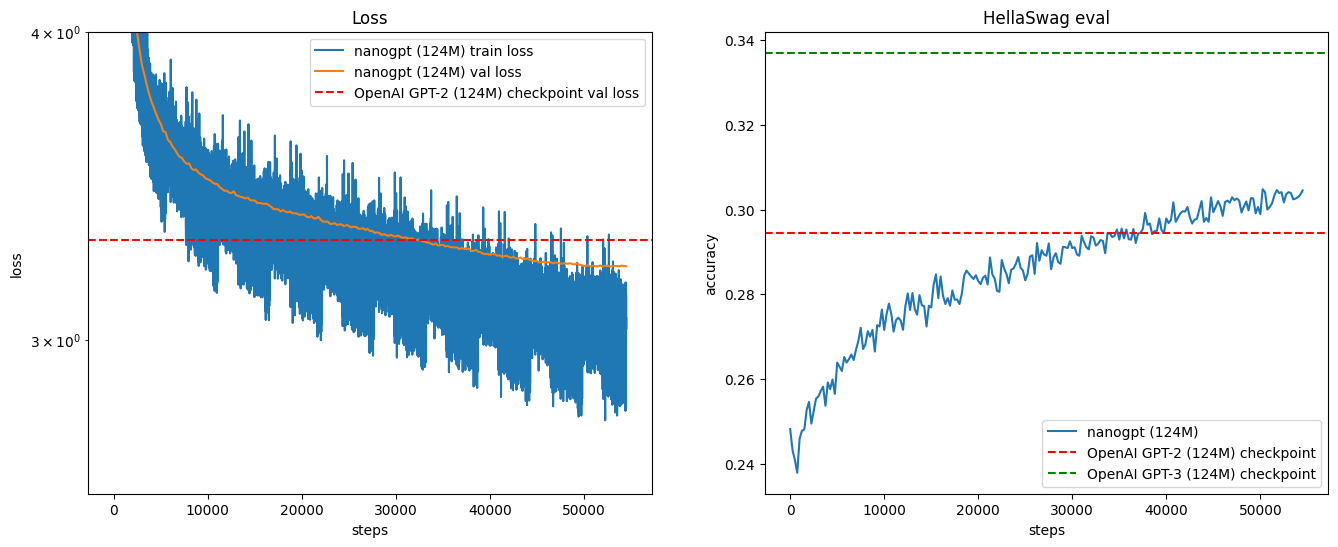 Loss
4 × 10⁰
3 × 10⁰
loss
nanogpt (124M) train loss
nanogpt (124M) val loss
OpenAI GPT-2 (124M) checkpoint val loss
0 10000 20000 30000 40000 50000
steps
HellaSwag eval
0.34
0.32
0.30
0.28
0.26
0.24
accuracy
nanogpt (124M)
OpenAI GPT-2 (124M) checkpoint
OpenAI GPT-3 (124M) checkpoint
0 10000 20000 30000 40000 50000
steps